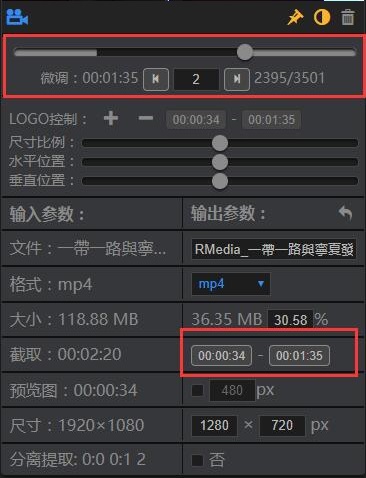 微调：00:01:35 2 2395/3501
LOGO控制： + − 00:00:34 - 00:01:35
尺寸比例：
水平位置：
垂直位置：
输入参数： 输出参数：
文件：一帶一路與寧... RMedia_一帶一路與寧夏發
格式：mp4 mp4
大小：118.88 MB 36.35 MB 30.58 %
截取：00:02:20 00:00:34 - 00:01:35
预览图：00:00:34 480 px
尺寸：1920×1080 1280 × 720 px
分离提取: 0:0 0:1 2 否